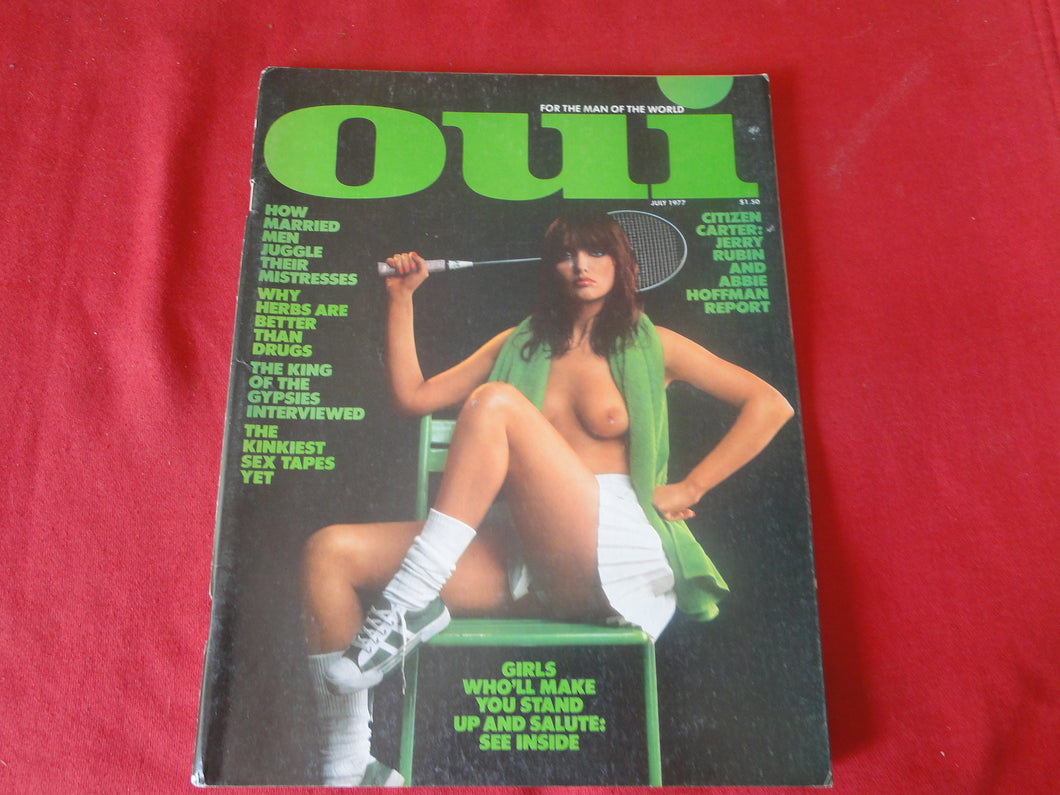 FOR THE MAN OF THE WORLD
oui
JULY 1977
$1.50
HOW
MARRIED
MEN
JUGGLE
THEIR
MISTRESSES
WHY
HERBS ARE
BETTER
THAN
DRUGS
THE KING
OF THE
GYPSIES
INTERVIEWED
THE
KINKIEST
SEX TAPES
YET
CITIZEN
CARTER:
JERRY
RUBIN
AND
ABBIE
HOFFMAN
REPORT
GIRLS
WHO'LL MAKE
YOU STAND
UP AND SALUTE:
SEE INSIDE